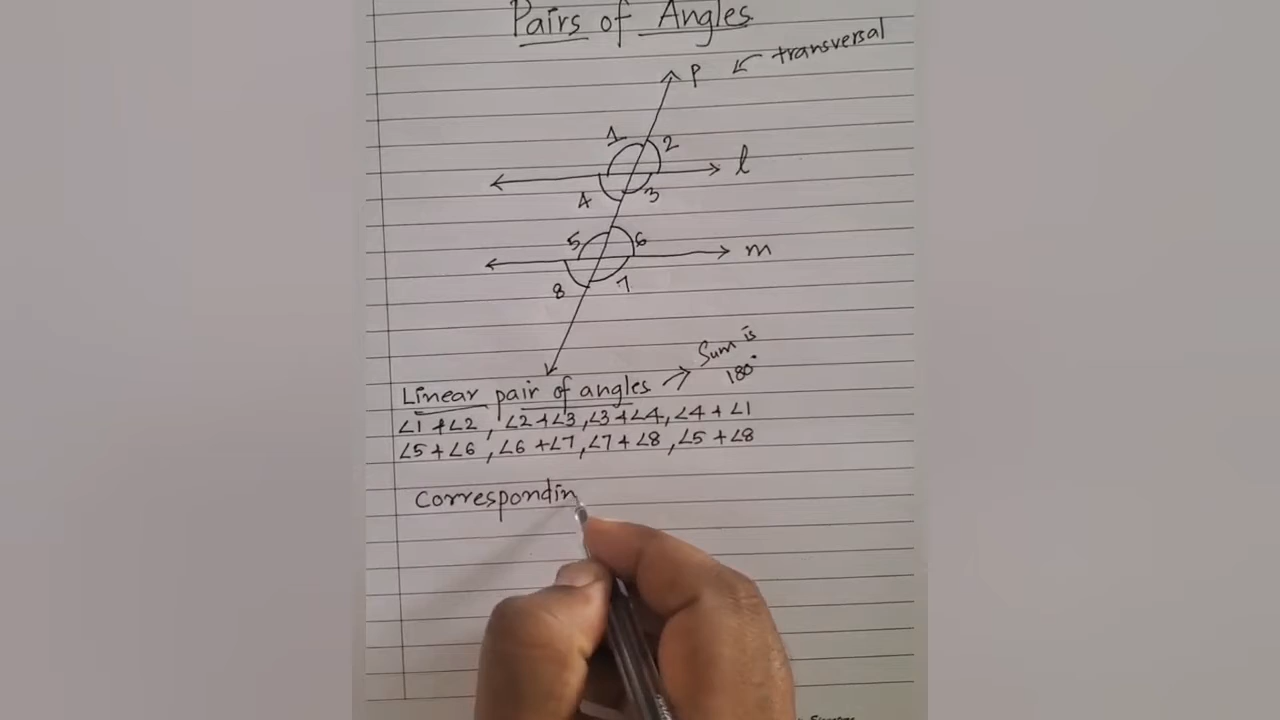 Pairs of Angles
transversal
P
1
2
l
4
3
5
6
m
8
7
Sum is
180°
Linear pair of angles
∠1 + ∠2 , ∠2 + ∠3 , ∠3 + ∠4 , ∠4 + ∠1
∠5 + ∠6 , ∠6 + ∠7 , ∠7 + ∠8 , ∠5 + ∠8
Correspondin